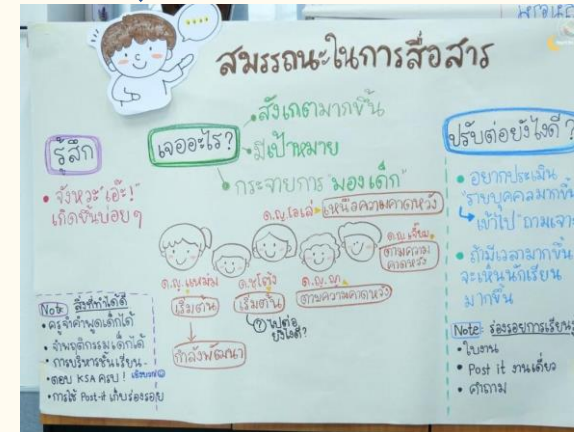 สมรรถนะในการสื่อสาร
รู้สึก
• จังหวะ "เอ๊ะ!"
เกิดขึ้นบ่อย ๆ
เจออะไร?
• สังเกตมากขึ้น
• มีเป้าหมาย
• กระจายการ "มองเด็ก"
ด.ญ.โอเล่
เหนือความคาดหวัง
ด.ญ.เจี๊ยบ
ตามความ
คาดหวัง
ด.ญ.แหม่ม
เริ่มต้น
กำลังพัฒนา
เริ่มต้น
? ไปต่อ
ยังไงดี?
ตามความคาดหวัง
ปรับต่อยังไงดี?
• อยากประเมิน
"รายบุคคลมากขึ้น
เข้าไป "ถามเจาะ
• ถ้ามีเวลามากขึ้น
จะเห็นนักเรียน
มากขึ้น
Note สิ่งที่ทำได้ดี
• ครูจำคำพูดเด็กได้
• จำพฤติกรรมเด็กได้
• การบริหารชั้นเรียน -
• ตอบ KSA ครบ!
• การใช้ Post-it เก็บร่องรอย
Note: ร่องรอยการเรียนรู้
• ใบงาน
• Post it งานเดี่ยว
• คำถาม